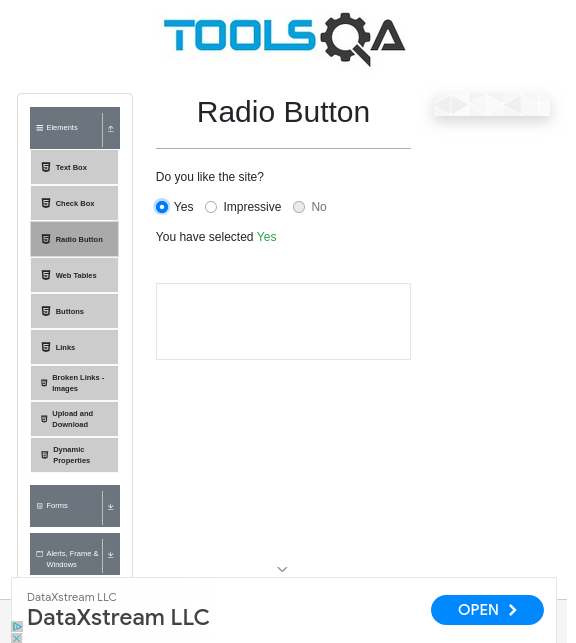 TOOLSQA
Elements
Text Box
Check Box
Radio Button
Web Tables
Buttons
Links
Broken Links -
Images
Upload and
Download
Dynamic
Properties
Forms
Alerts, Frame &
Windows
Radio Button
Do you like the site?
Yes Impressive No
You have selected Yes
DataXstream LLC
DataXstream LLC
OPEN